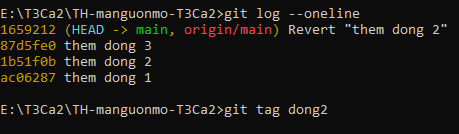 E:\T3Ca2\TH-manguonmo-T3Ca2>git log --oneline
1659212 (HEAD -> main, origin/main) Revert "them dong 2"
87d5fe0 them dong 3
1b51f0b them dong 2
ac06287 them dong 1
E:\T3Ca2\TH-manguonmo-T3Ca2>git tag dong2